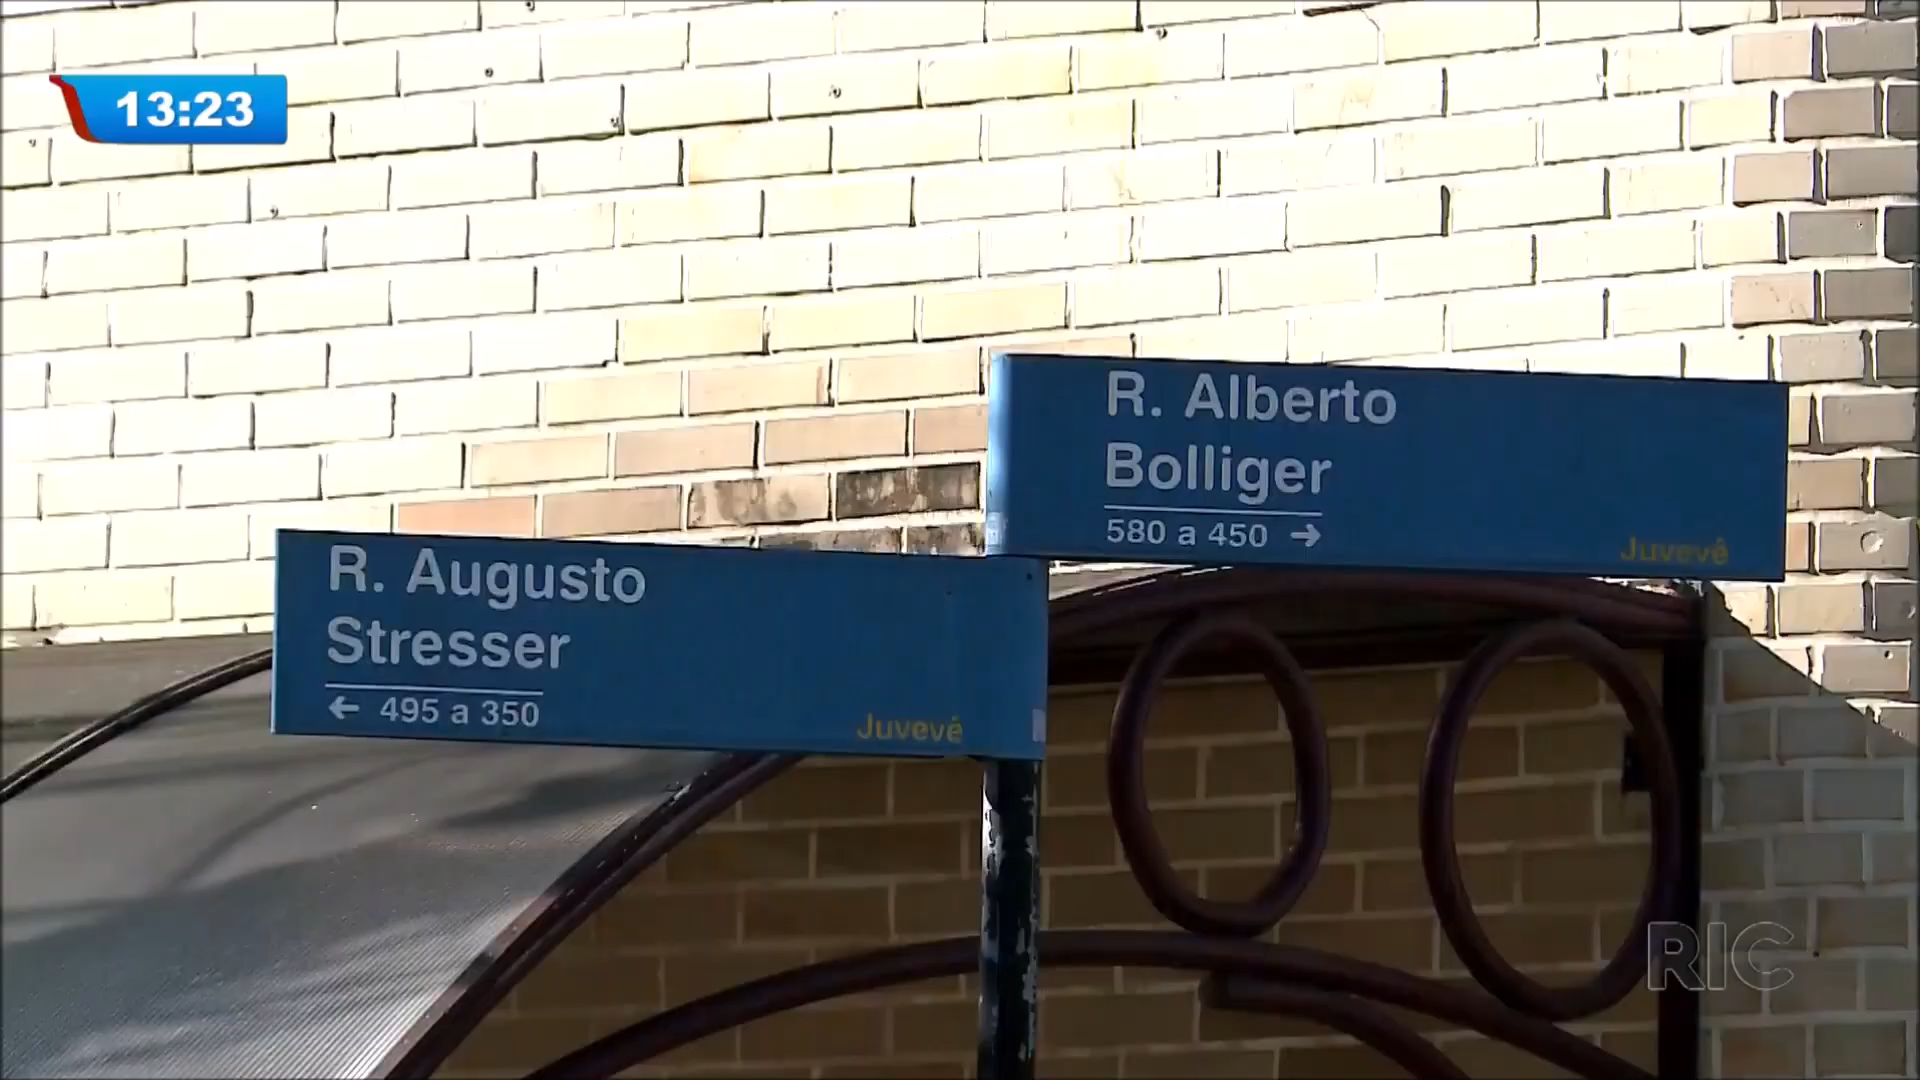 13:23
R. Alberto
Bolliger
580 a 450 →
Juvevê
R. Augusto
Stresser
← 495 a 350
Juvevê
RIC